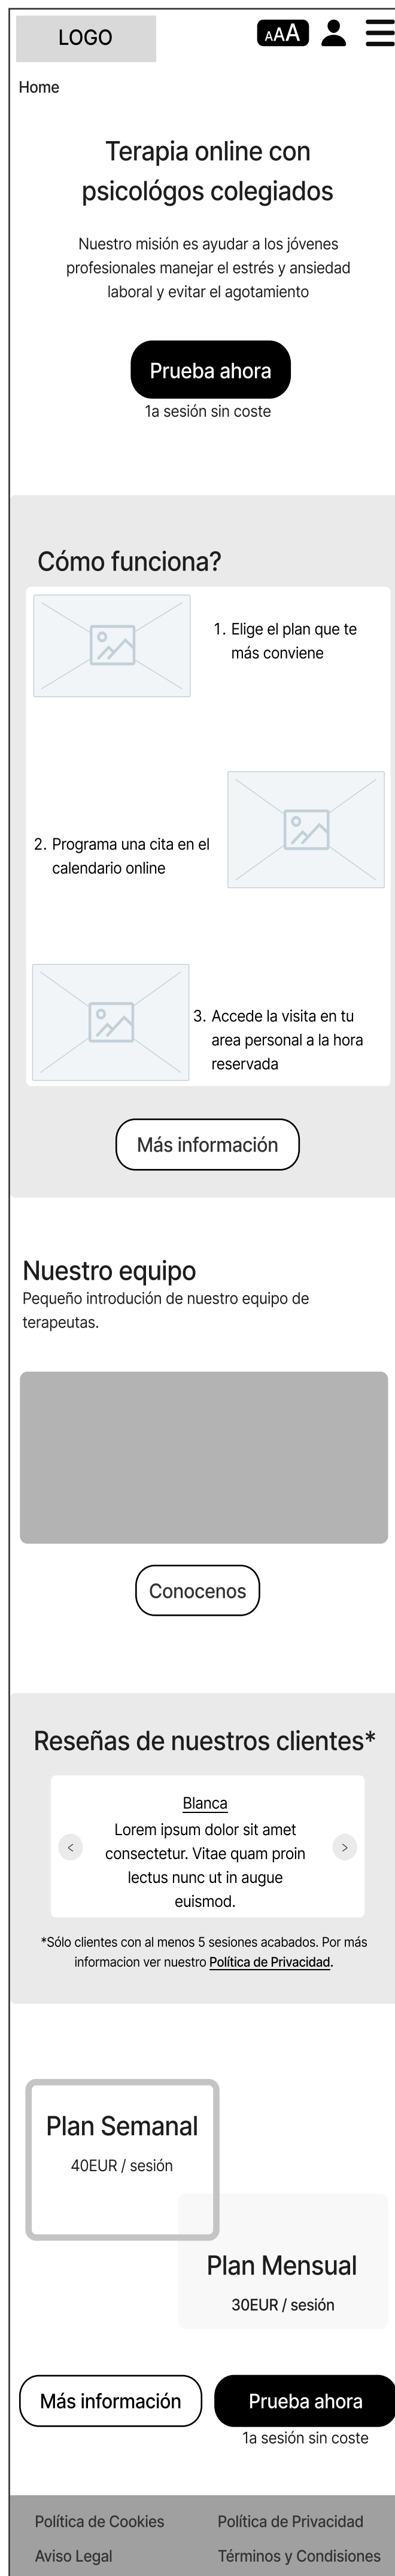 LOGO
AAA
Home
Terapia online con
psicológos colegiados
Nuestro misión es ayudar a los jóvenes
profesionales manejar el estrés y ansiedad
laboral y evitar el agotamiento
Prueba ahora
1a sesión sin coste
Cómo funciona?
1. Elige el plan que te
más conviene
2. Programa una cita en el
calendario online
3. Accede la visita en tu
area personal a la hora
reservada
Más información
Nuestro equipo
Pequeño introdución de nuestro equipo de
terapeutas.
Conocenos
Reseñas de nuestros clientes*
Blanca
Lorem ipsum dolor sit amet
consectetur. Vitae quam proin
lectus nunc ut in augue
euismod.
< >
*Sólo clientes con al menos 5 sesiones acabados. Por más
informacion ver nuestro Política de Privacidad.
Plan Semanal
40EUR / sesión
Plan Mensual
30EUR / sesión
Más información
Prueba ahora
1a sesión sin coste
Política de Cookies
Política de Privacidad
Aviso Legal
Términos y Condisiones